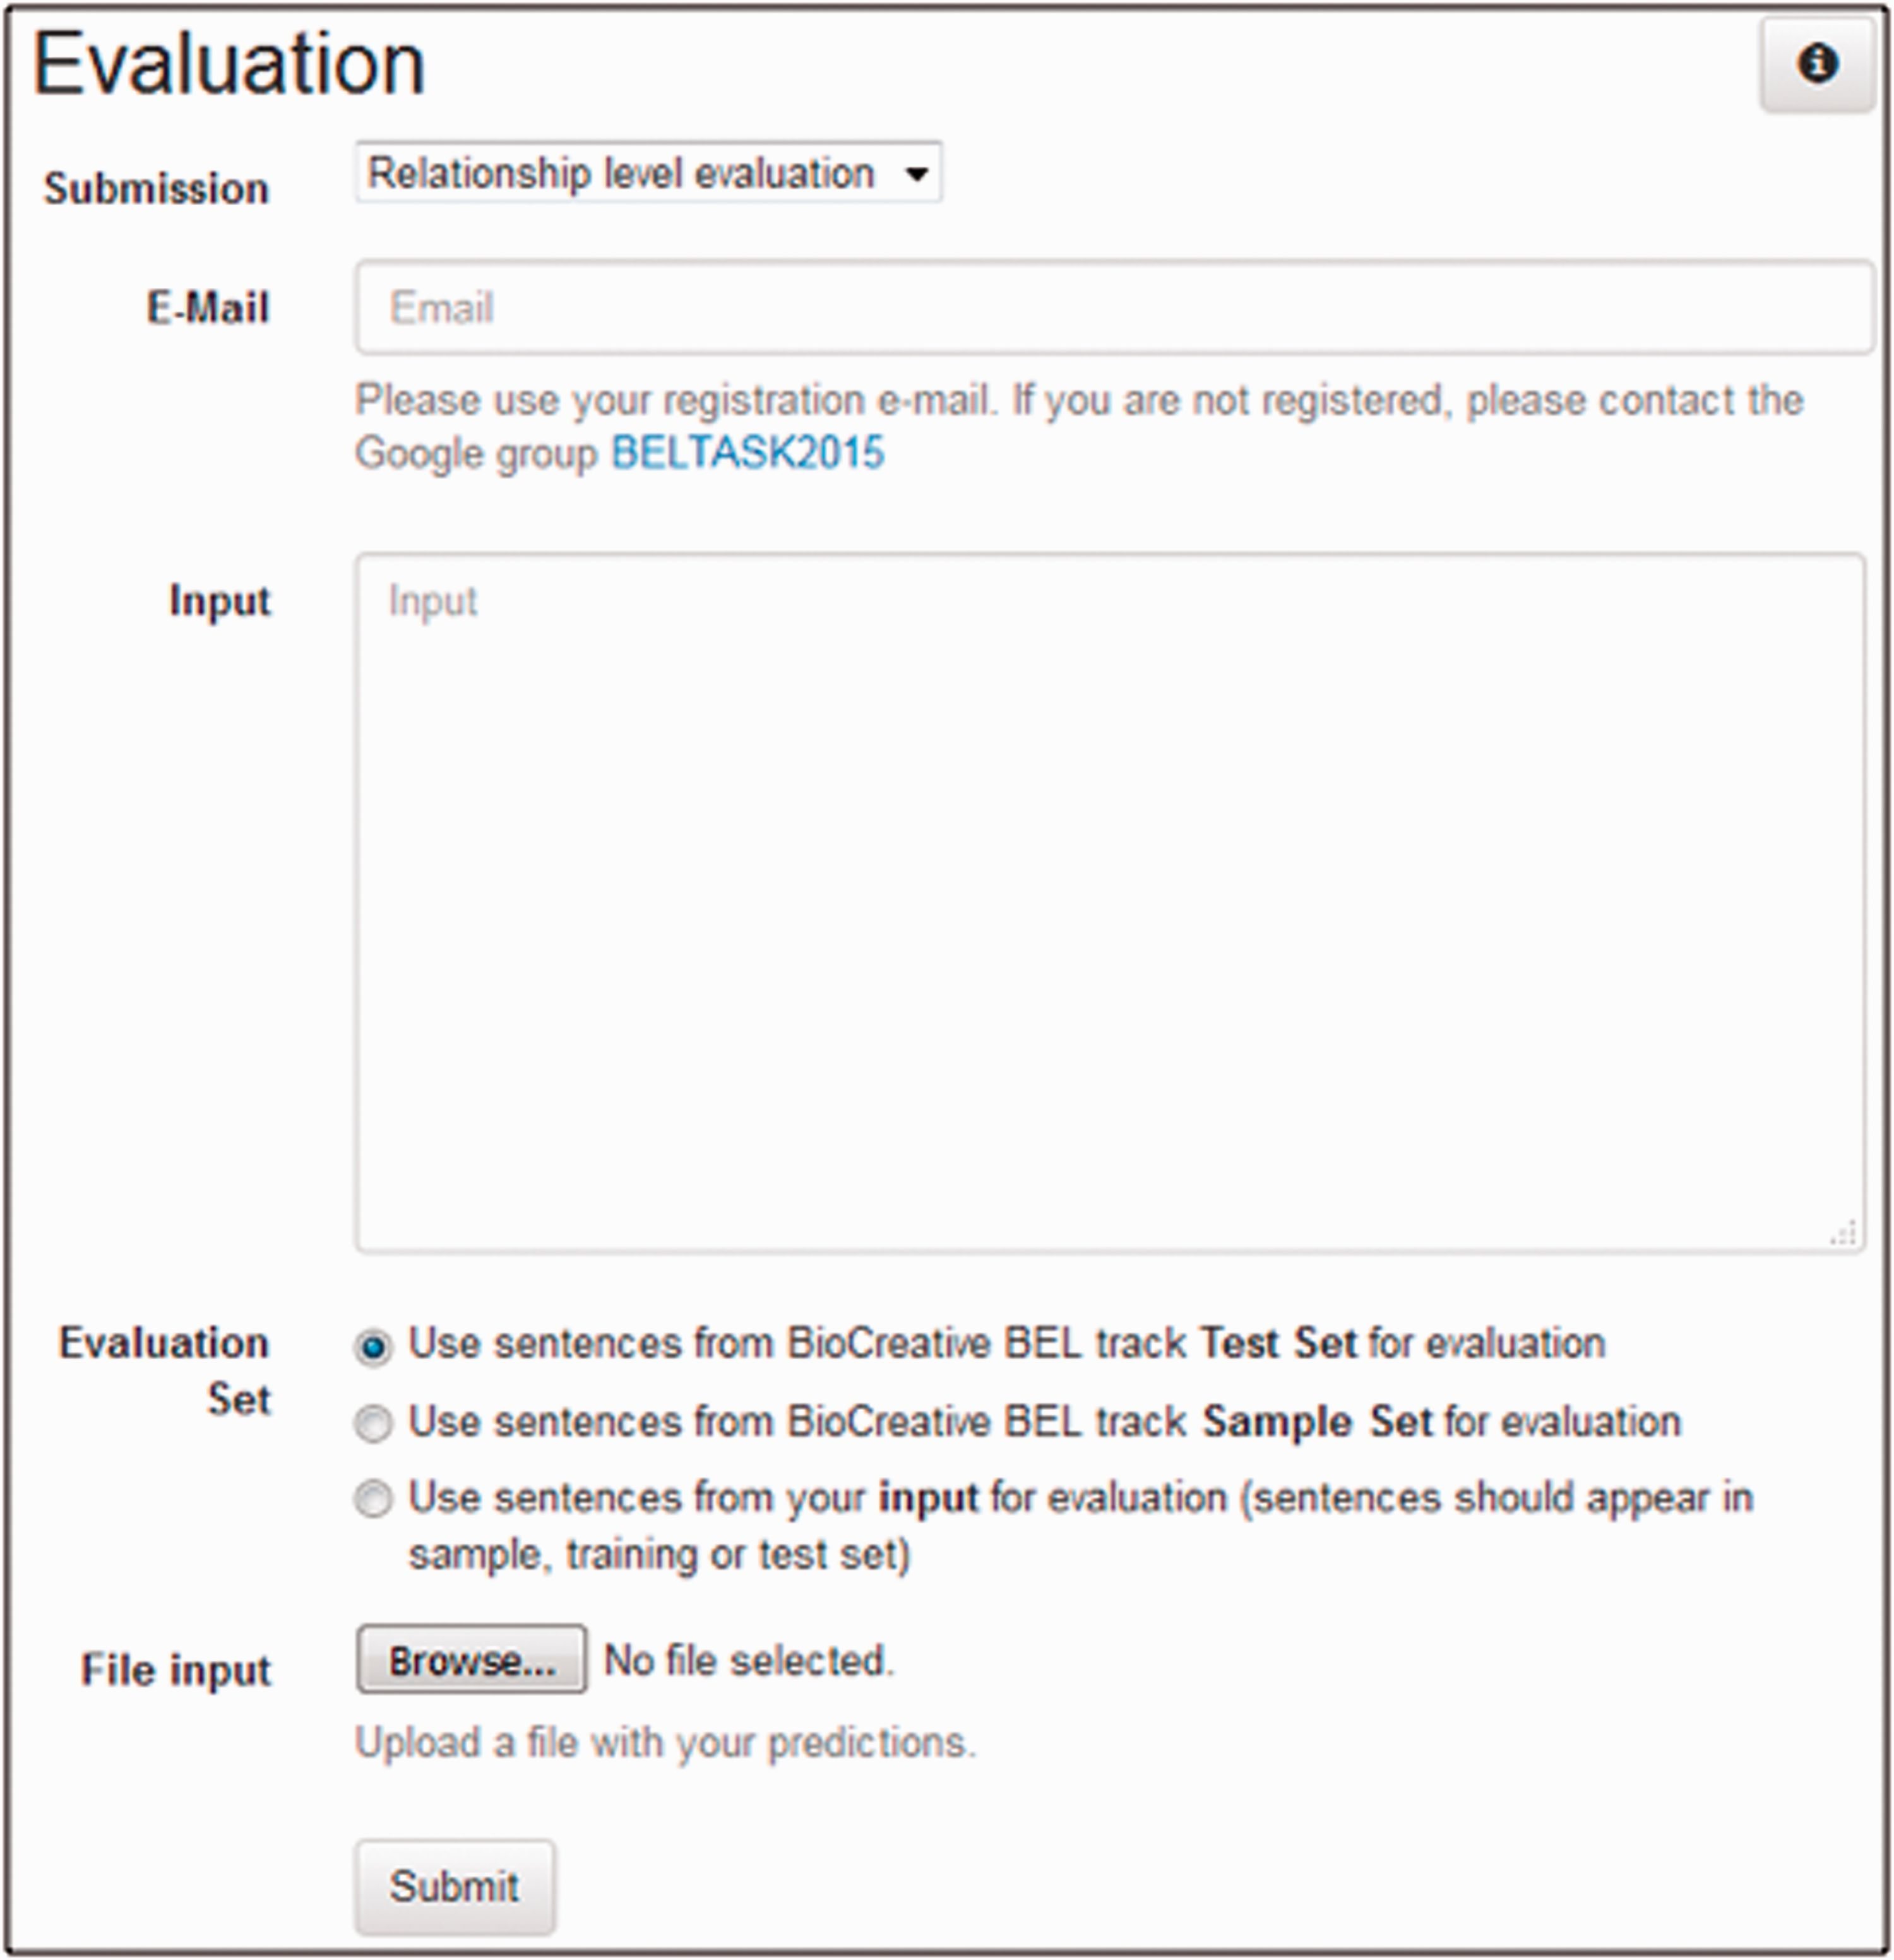 Evaluation
Submission
Relationship level evaluation
E-Mail
Email
Please use your registration e-mail. If you are not registered, please contact the
Google group BELTASK2015
Input
Input
Evaluation
Set
Use sentences from BioCreative BEL track Test Set for evaluation
Use sentences from BioCreative BEL track Sample Set for evaluation
Use sentences from your input for evaluation (sentences should appear in
sample, training or test set)
File input
Browse... No file selected.
Upload a file with your predictions.
Submit